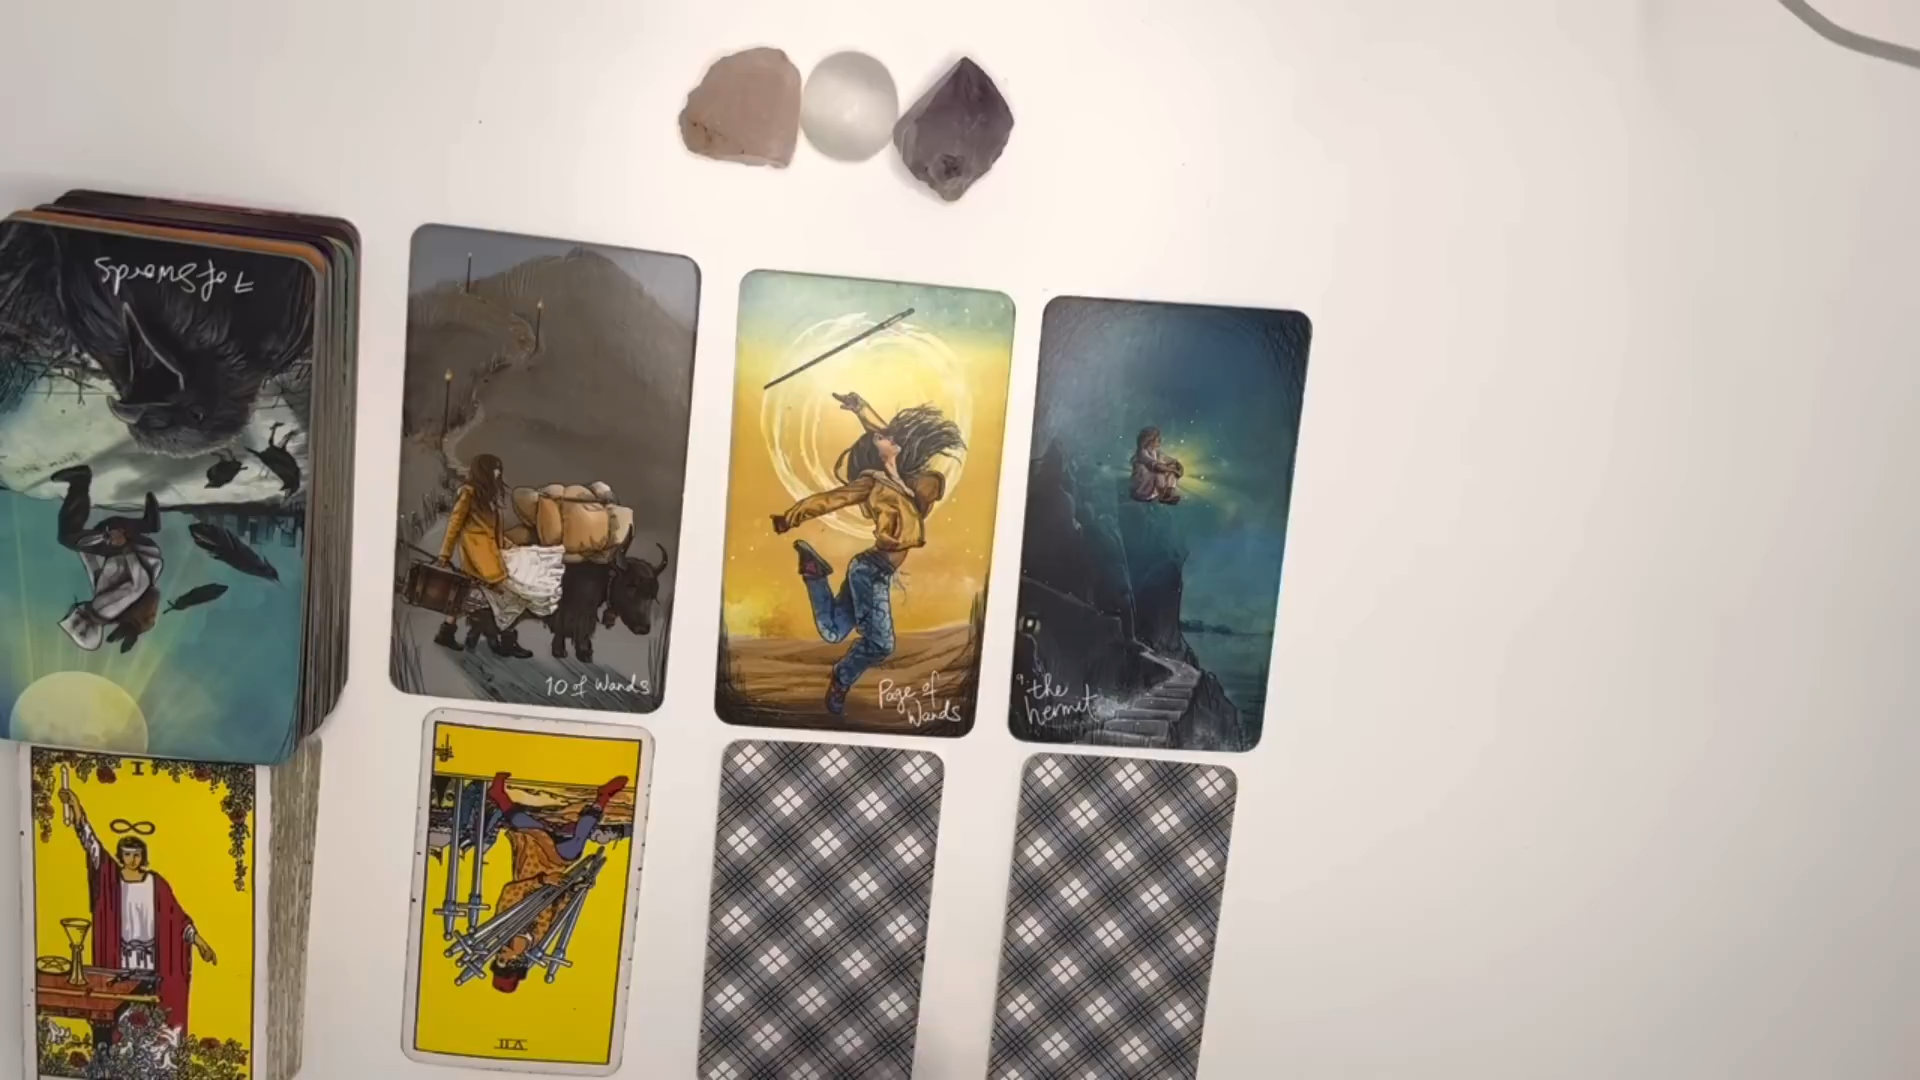 7 of Swords
10 of Wands
Page of
Wands
9. the
hermit
I
VII